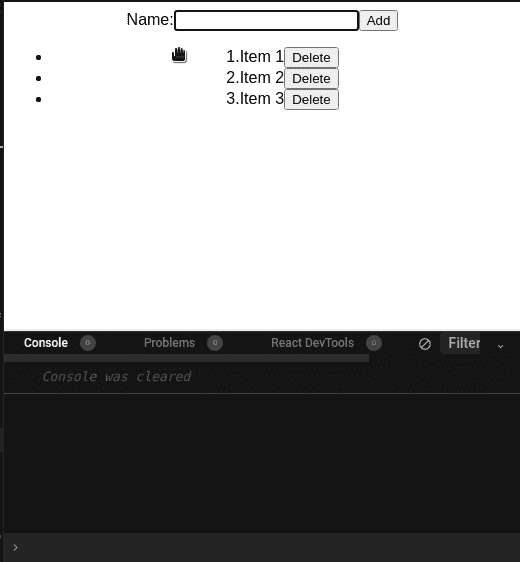 Name: Add
1.Item 1 Delete
2.Item 2 Delete
3.Item 3 Delete
Console 0 Problems 0 React DevTools 0 Filter
Console was cleared